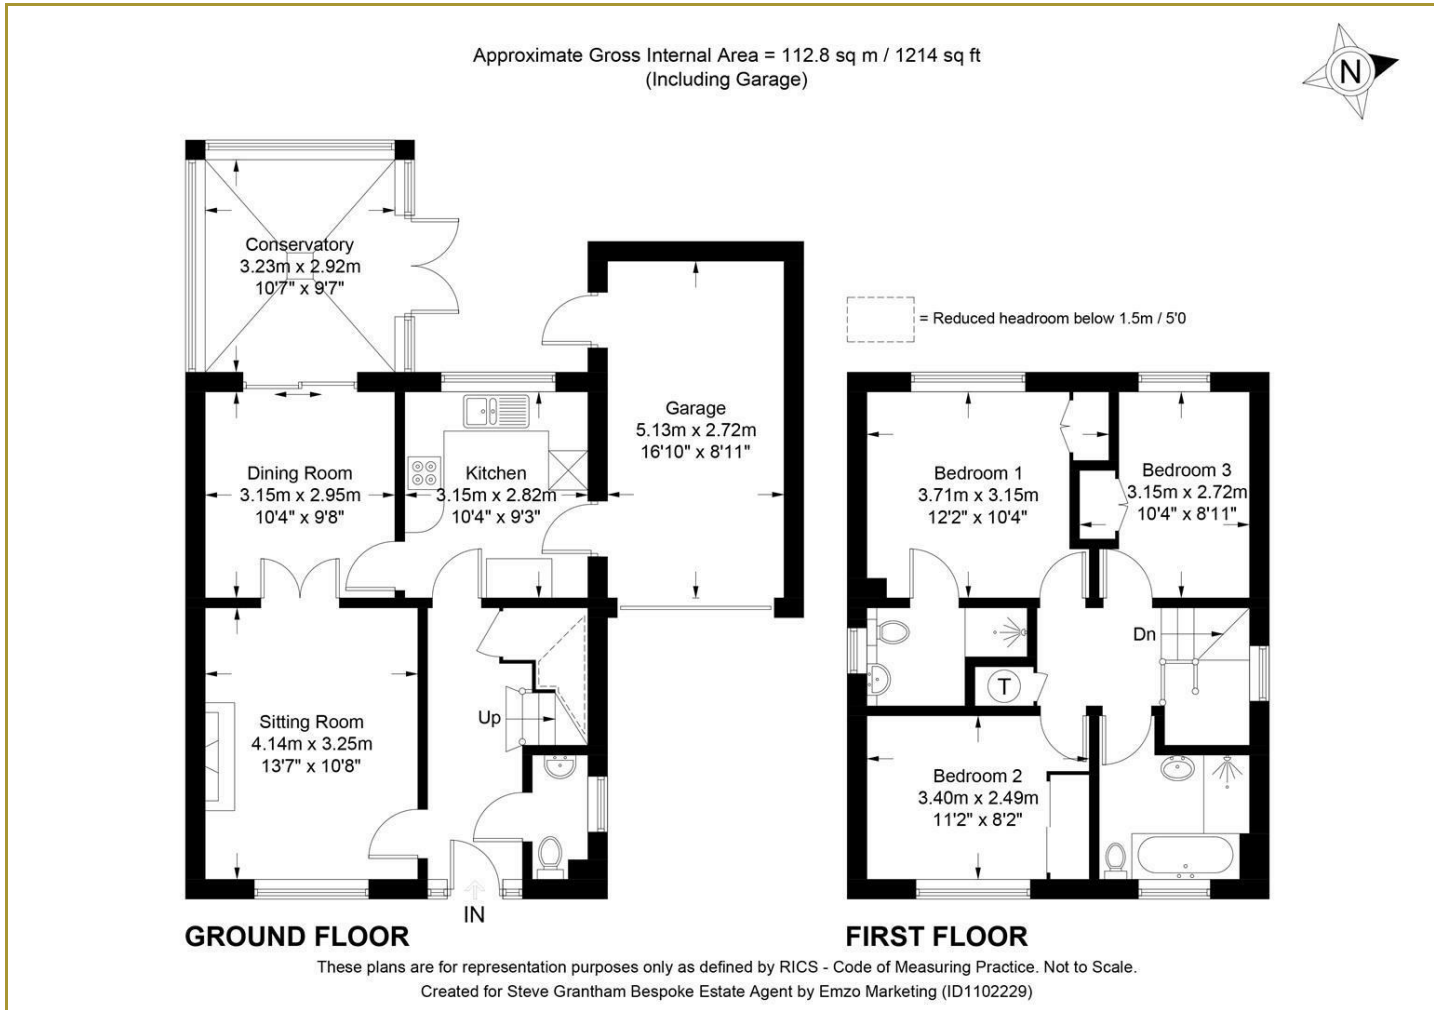 Approximate Gross Internal Area = 112.8 sq m / 1214 sq ft
(Including Garage)
N
Conservatory
3.23m x 2.92m
10'7" x 9'7"
= Reduced headroom below 1.5m / 5'0
Garage
5.13m x 2.72m
16'10" x 8'11"
Dining Room
3.15m x 2.95m
10'4" x 9'8"
Kitchen
3.15m x 2.82m
10'4" x 9'3"
Bedroom 1
3.71m x 3.15m
12'2" x 10'4"
Bedroom 3
3.15m x 2.72m
10'4" x 8'11"
Dn
T
Sitting Room
4.14m x 3.25m
13'7" x 10'8"
Up
Bedroom 2
3.40m x 2.49m
11'2" x 8'2"
IN
GROUND FLOOR
FIRST FLOOR
These plans are for representation purposes only as defined by RICS - Code of Measuring Practice. Not to Scale.
Created for Steve Grantham Bespoke Estate Agent by Emzo Marketing (ID1102229)